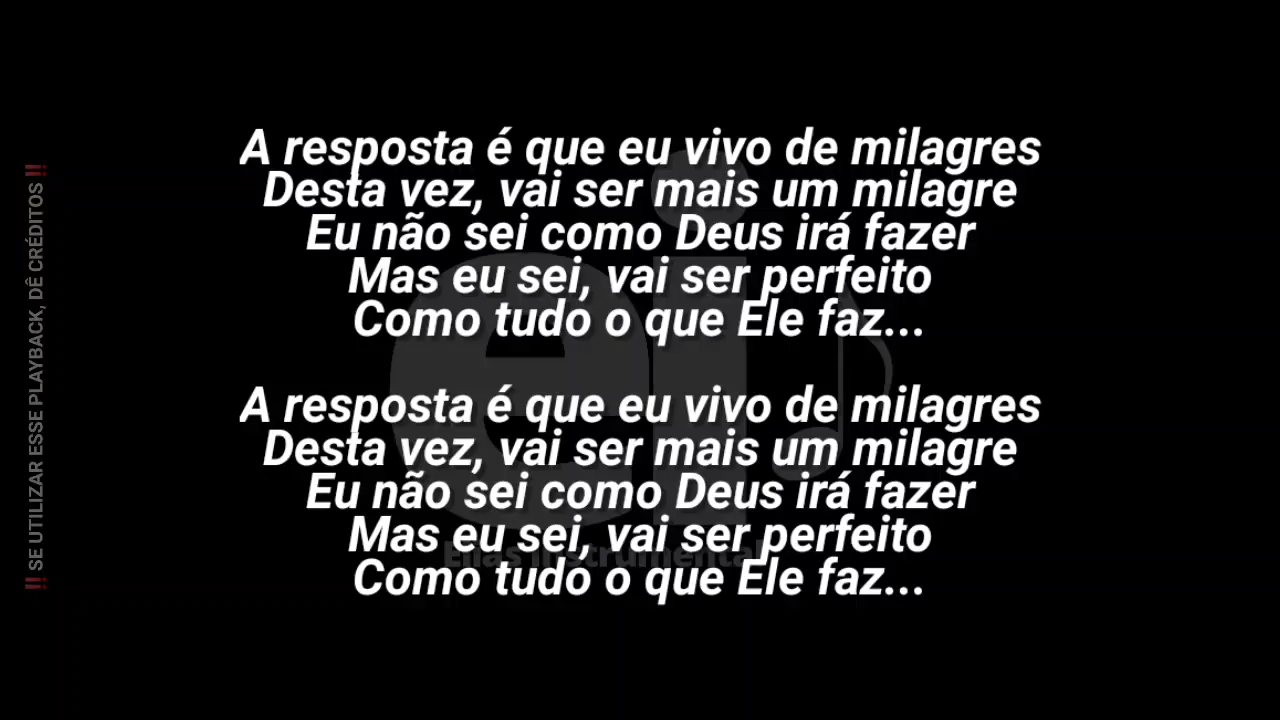 A resposta é que eu vivo de milagres
Desta vez, vai ser mais um milagre
Eu não sei como Deus irá fazer
Mas eu sei, vai ser perfeito
Como tudo o que Ele faz...
A resposta é que eu vivo de milagres
Desta vez, vai ser mais um milagre
Eu não sei como Deus irá fazer
Mas eu sei, vai ser perfeito
Como tudo o que Ele faz...
‼ SE UTILIZAR ESSE PLAYBACK, DÊ CRÉDITOS ‼
ei
Elias Instrumental